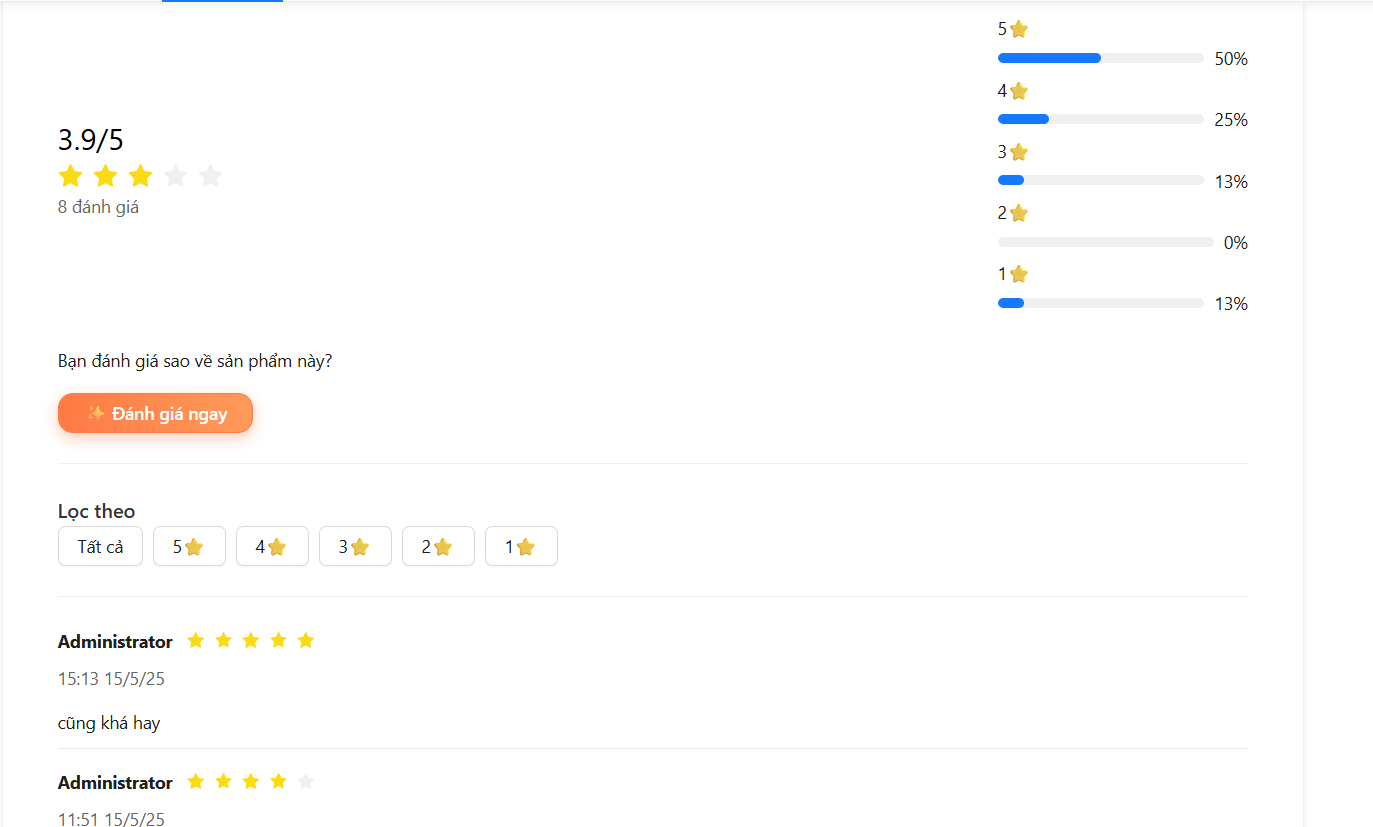 5⭐
50%
4⭐
25%
3⭐
13%
2⭐
0%
1⭐
13%
3.9/5
8 đánh giá
Bạn đánh giá sao về sản phẩm này?
✨ Đánh giá ngay
Lọc theo
Tất cả 5⭐ 4⭐ 3⭐ 2⭐ 1⭐
Administrator
15:13 15/5/25
cũng khá hay
Administrator
11:51 15/5/25